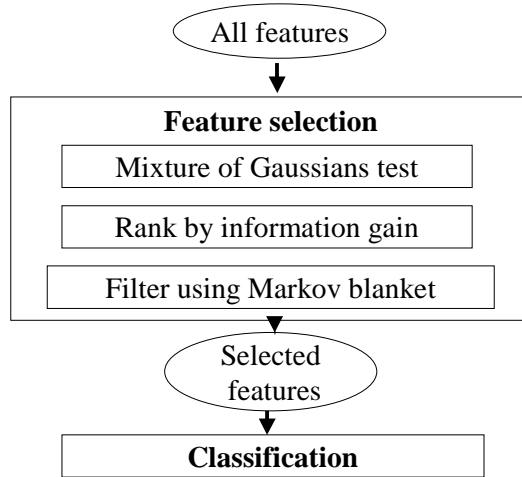 All features
Feature selection
Mixture of Gaussians test
Rank by information gain
Filter using Markov blanket
Selected
features
Classification